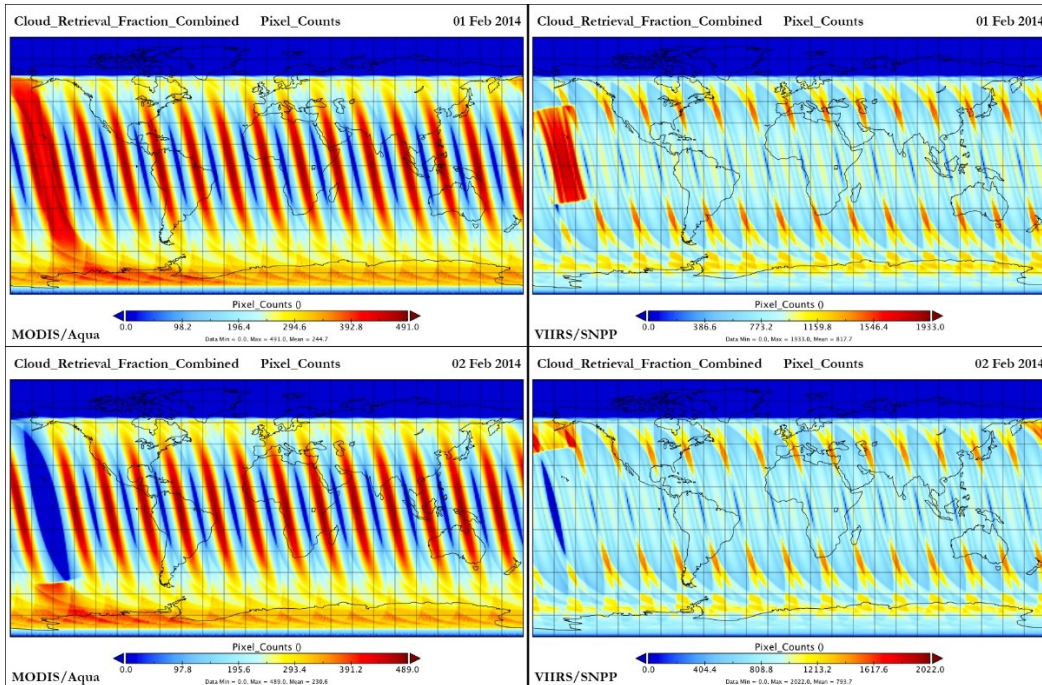 Cloud_Retrieval_Fraction_Combined Pixel_Counts 01 Feb 2014
Pixel_Counts ()
0.0 98.2 196.4 294.6 392.8 491.0
Data Min = 0.0, Max = 491.0, Mean = 244.7
MODIS/Aqua
Cloud_Retrieval_Fraction_Combined Pixel_Counts 01 Feb 2014
Pixel_Counts ()
0.0 386.6 773.2 1159.8 1546.4 1933.0
Data Min = 0.0, Max = 1933.0, Mean = 817.7
VIIRS/SNPP
Cloud_Retrieval_Fraction_Combined Pixel_Counts 02 Feb 2014
Pixel_Counts ()
0.0 97.8 195.6 293.4 391.2 489.0
Data Min = 0.0, Max = 489.0, Mean = 230.6
MODIS/Aqua
Cloud_Retrieval_Fraction_Combined Pixel_Counts 02 Feb 2014
Pixel_Counts ()
0.0 404.4 808.8 1213.2 1617.6 2022.0
Data Min = 0.0, Max = 2022.0, Mean = 793.7
VIIRS/SNPP